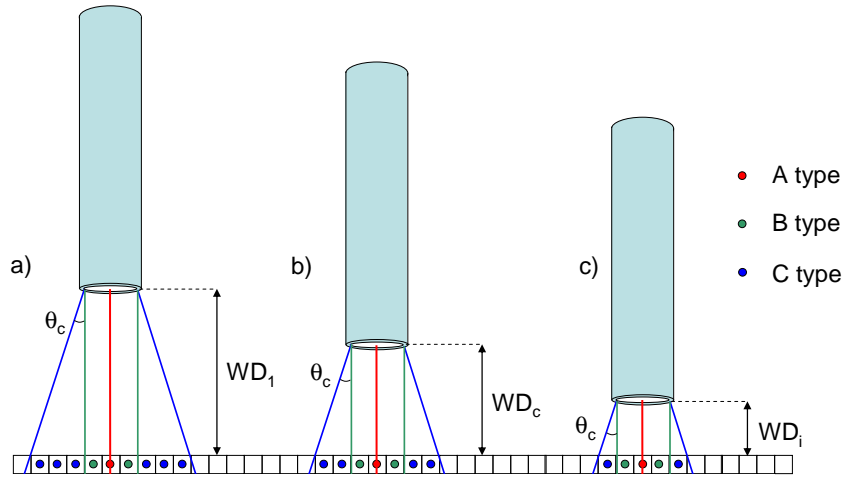 a)
θc
WD1
b)
θc
WDc
c)
θc
WDi
A type
B type
C type